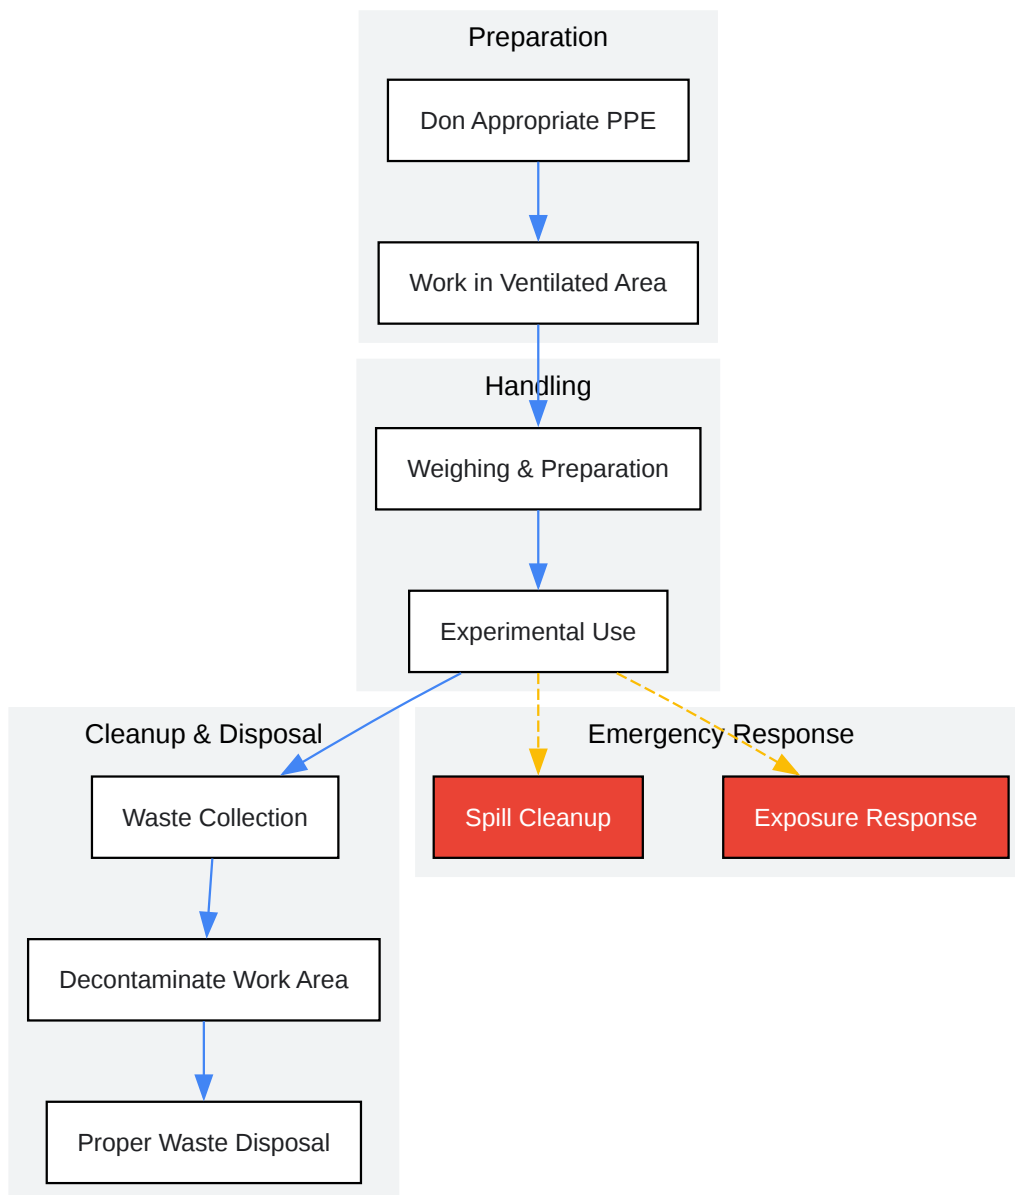 Preparation
Don Appropriate PPE
Work in Ventilated Area
Handling
Weighing & Preparation
Experimental Use
Cleanup & Disposal
Waste Collection
Decontaminate Work Area
Proper Waste Disposal
Emergency Response
Spill Cleanup
Exposure Response